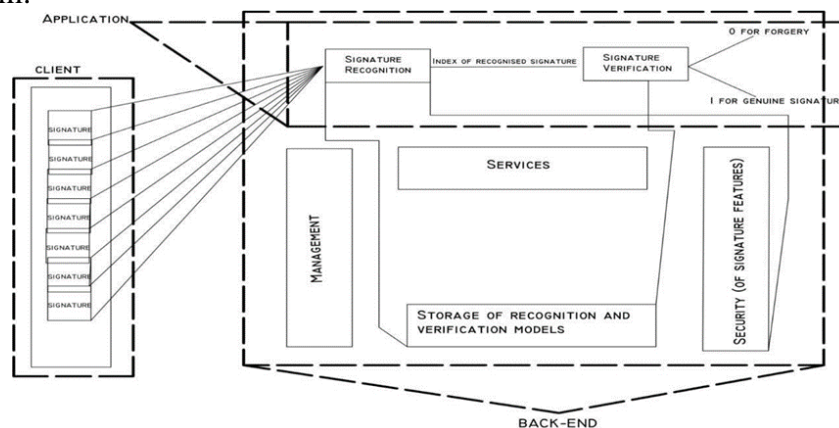 APPLICATION
CLIENT
SIGNATURE
SIGNATURE
SIGNATURE
SIGNATURE
SIGNATURE
SIGNATURE
SIGNATURE
SIGNATURE
RECOGNITION
INDEX OF RECOGNISED SIGNATURE
SIGNATURE
VERIFICATION
0 FOR FORGERY
1 FOR GENUINE SIGNATUR
MANAGEMENT
SERVICES
STORAGE OF RECOGNITION AND
VERIFICATION MODELS
SECURITY (OF SIGNATURE FEATURES)
BACK-END